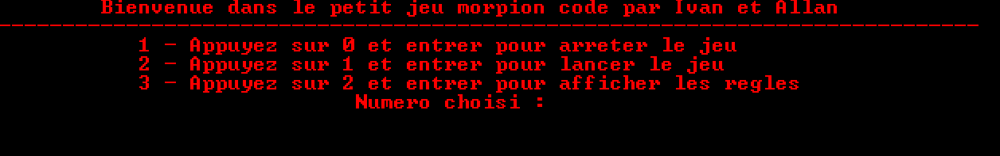 Bienvenue dans le petit jeu morpion code par Ivan et Allan
-----------------------------------------------------------------------------
1 - Appuyez sur 0 et entrer pour arreter le jeu
2 - Appuyez sur 1 et entrer pour lancer le jeu
3 - Appuyez sur 2 et entrer pour afficher les regles
Numero choisi :